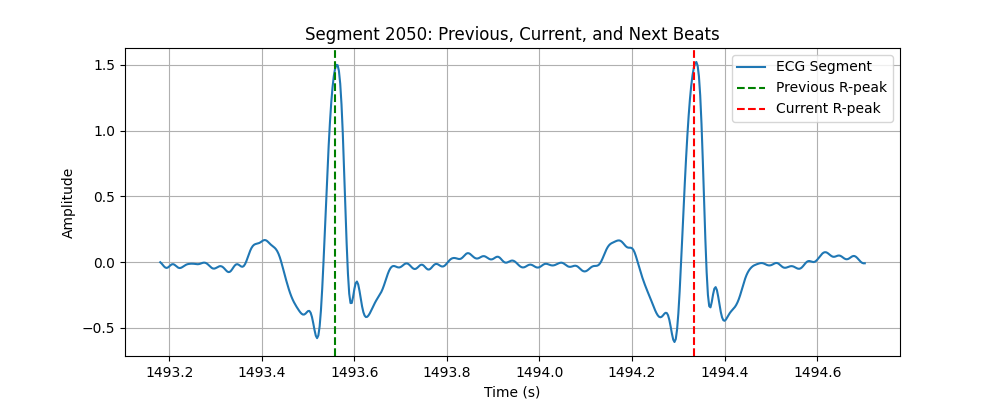 Segment 2050: Previous, Current, and Next Beats
ECG Segment
Previous R-peak
Current R-peak
1.5
1.0
0.5
0.0
−0.5
Amplitude
1493.2 1493.4 1493.6 1493.8 1494.0 1494.2 1494.4 1494.6
Time (s)